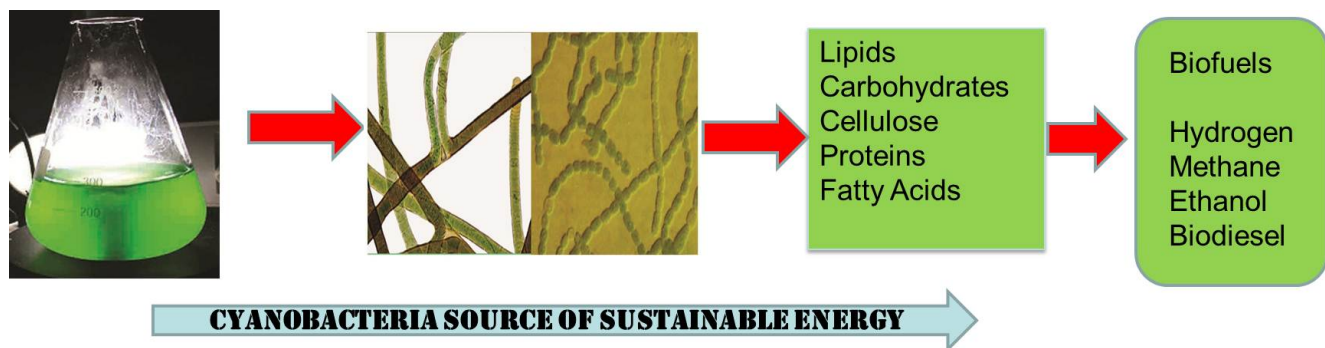 300
200
Lipids
Carbohydrates
Cellulose
Proteins
Fatty Acids
Biofuels
Hydrogen
Methane
Ethanol
Biodiesel
CYANOBACTERIA SOURCE OF SUSTAINABLE ENERGY